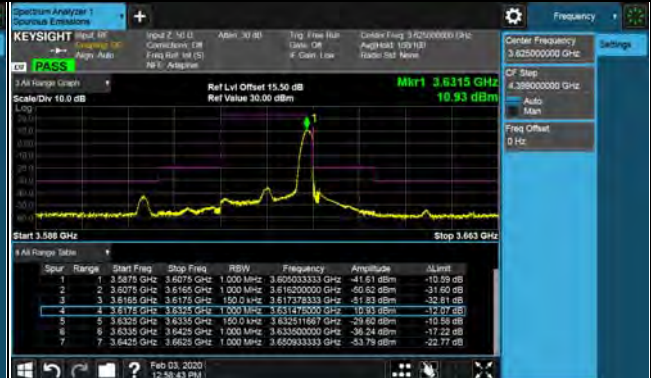 Spectrum Analyzer 1
Spurous Emissions
Frequency
KEYSIGHT Input: RF
Coupling: DC
Align: Auto
Input Z: 50 Ω
Corrections: Off
Freq Ref: Int (S)
NFE: Adaptive
Atten: 30 dB
Trig: Free Run
Gate: Off
IF Gain: Low
Center Freq: 3.625000000 GHz
Avg|Hold: 100/100
Radio Std: None
PASS
Center Frequency
3.625000000 GHz
Settings
CF Step
4.399000000 GHz
Auto
Man
Freq Offset
0 Hz
3 All Range Graph
Scale/Div 10.0 dB
Ref Lvl Offset 15.50 dB
Ref Value 30.00 dBm
Mkr1 3.6315 GHz
10.93 dBm
Log
1
Start 3.588 GHz
Stop 3.663 GHz
All Range Table
Spur Range Start Freq Stop Freq RBW Frequency Amplitude ΔLimit
1 1 3.5875 GHz 3.6075 GHz 1.000 MHz 3.605033333 GHz -41.61 dBm -10.59 dB
2 2 3.6075 GHz 3.6165 GHz 1.000 MHz 3.616200000 GHz -50.62 dBm -31.60 dB
3 3 3.6165 GHz 3.6175 GHz 150.0 kHz 3.617378333 GHz -51.83 dBm -32.81 dB
4 4 3.6175 GHz 3.6325 GHz 1.000 MHz 3.631475000 GHz 10.93 dBm -12.07 dB
5 5 3.6325 GHz 3.6335 GHz 150.0 kHz 3.632511667 GHz -29.60 dBm -10.58 dB
6 6 3.6335 GHz 3.6425 GHz 1.000 MHz 3.633500000 GHz -36.24 dBm -17.22 dB
7 7 3.6425 GHz 3.6625 GHz 1.000 MHz 3.650933333 GHz -53.79 dBm -22.77 dB
Feb 03, 2020
12:58:43 PM